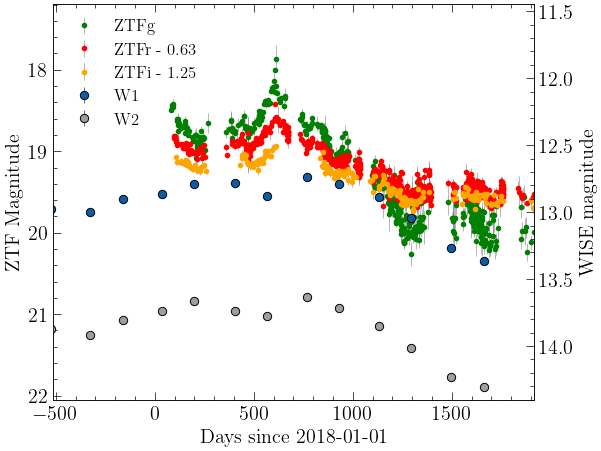 ZTFg
ZTFr - 0.63
ZTFi - 1.25
W1
W2
18
19
20
21
22
11.5
12.0
12.5
13.0
13.5
14.0
−500
0
500
1000
1500
ZTF Magnitude
WISE magnitude
Days since 2018-01-01